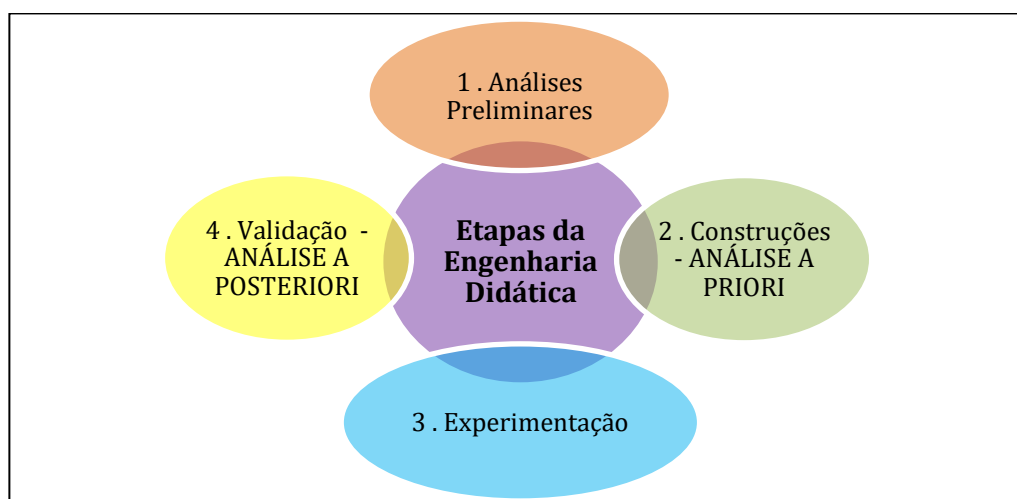 1 . Análises
Preliminares
4 . Validação -
ANÁLISE A
POSTERIORI
Etapas da
Engenharia
Didática
2 . Construções
- ANÁLISE A
PRIORI
3 . Experimentação